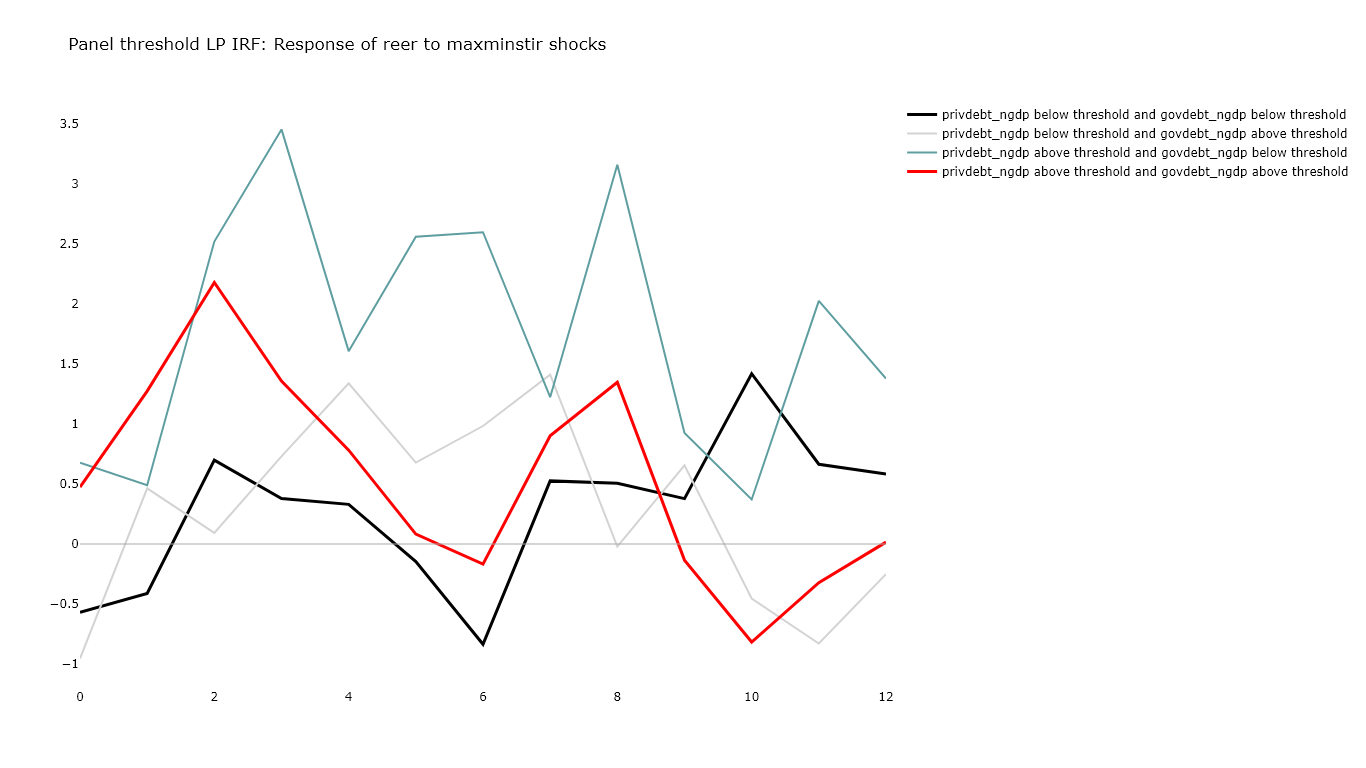 Panel threshold LP IRF: Response of reer to maxminstir shocks
privdebt_ngdp below threshold and govdebt_ngdp below threshold
privdebt_ngdp below threshold and govdebt_ngdp above threshold
privdebt_ngdp above threshold and govdebt_ngdp below threshold
privdebt_ngdp above threshold and govdebt_ngdp above threshold
3.5
3
2.5
2
1.5
1
0.5
0
−0.5
−1
0 2 4 6 8 10 12